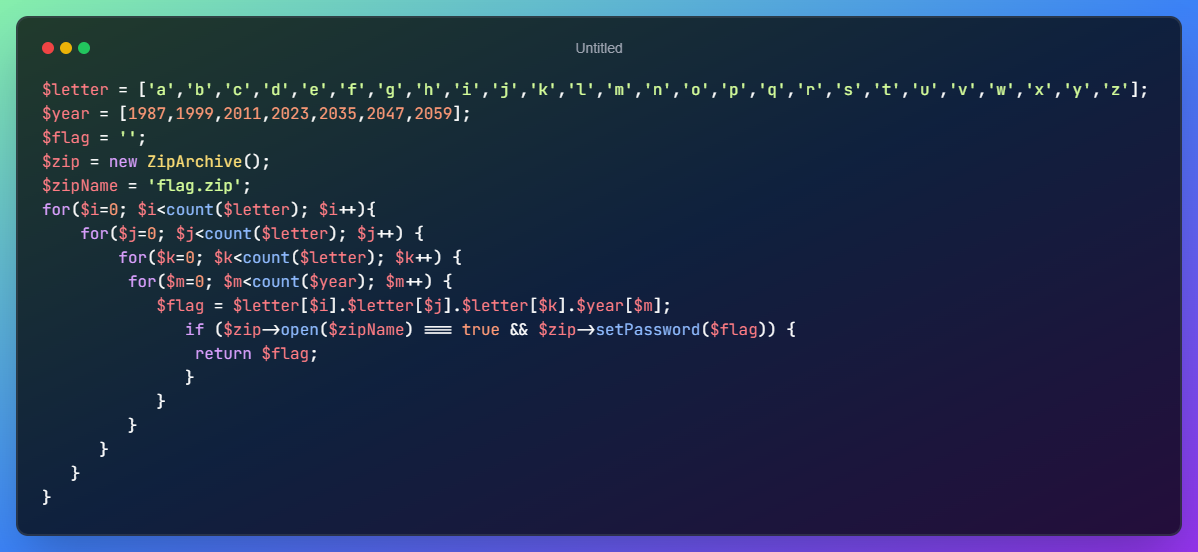 Untitled
$letter = ['a','b','c','d','e','f','g','h','i','j','k','l','m','n','o','p','q','r','s','t','u','v','w','x','y','z'];
$year = [1987,1999,2011,2023,2035,2047,2059];
$flag = '';
$zip = new ZipArchive();
$zipName = 'flag.zip';
for($i=0; $i<count($letter); $i++){
    for($j=0; $j<count($letter); $j++) {
        for($k=0; $k<count($letter); $k++) {
         for($m=0; $m<count($year); $m++) {
            $flag = $letter[$i].$letter[$j].$letter[$k].$year[$m];
               if ($zip->open($zipName) === true && $zip->setPassword($flag)) {
                return $flag;
               }
            }
         }
      }
   }
}